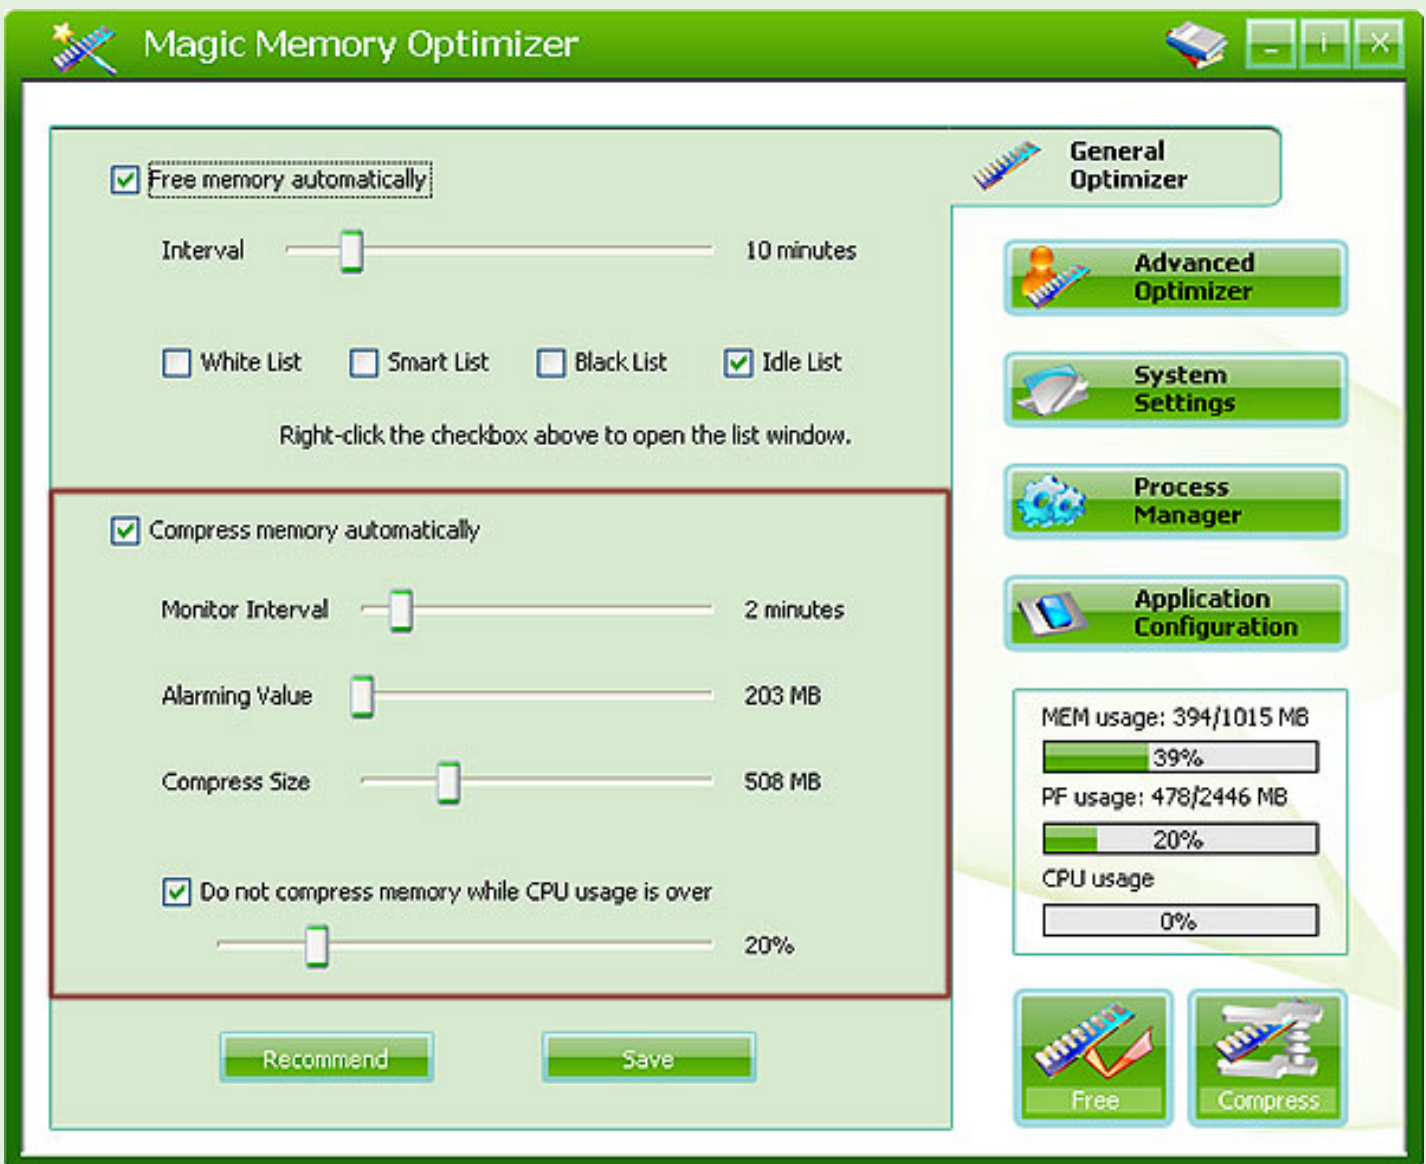 Magic Memory Optimizer
Free memory automatically
Interval 10 minutes
White List Smart List Black List Idle List
Right-click the checkbox above to open the list window.
Compress memory automatically
Monitor Interval 2 minutes
Alarming Value 203 MB
Compress Size 508 MB
Do not compress memory while CPU usage is over
20%
Recommend Save
General
Optimizer
Advanced
Optimizer
System
Settings
Process
Manager
Application
Configuration
MEM usage: 394/1015 MB
39%
PF usage: 478/2446 MB
20%
CPU usage
0%
Free Compress